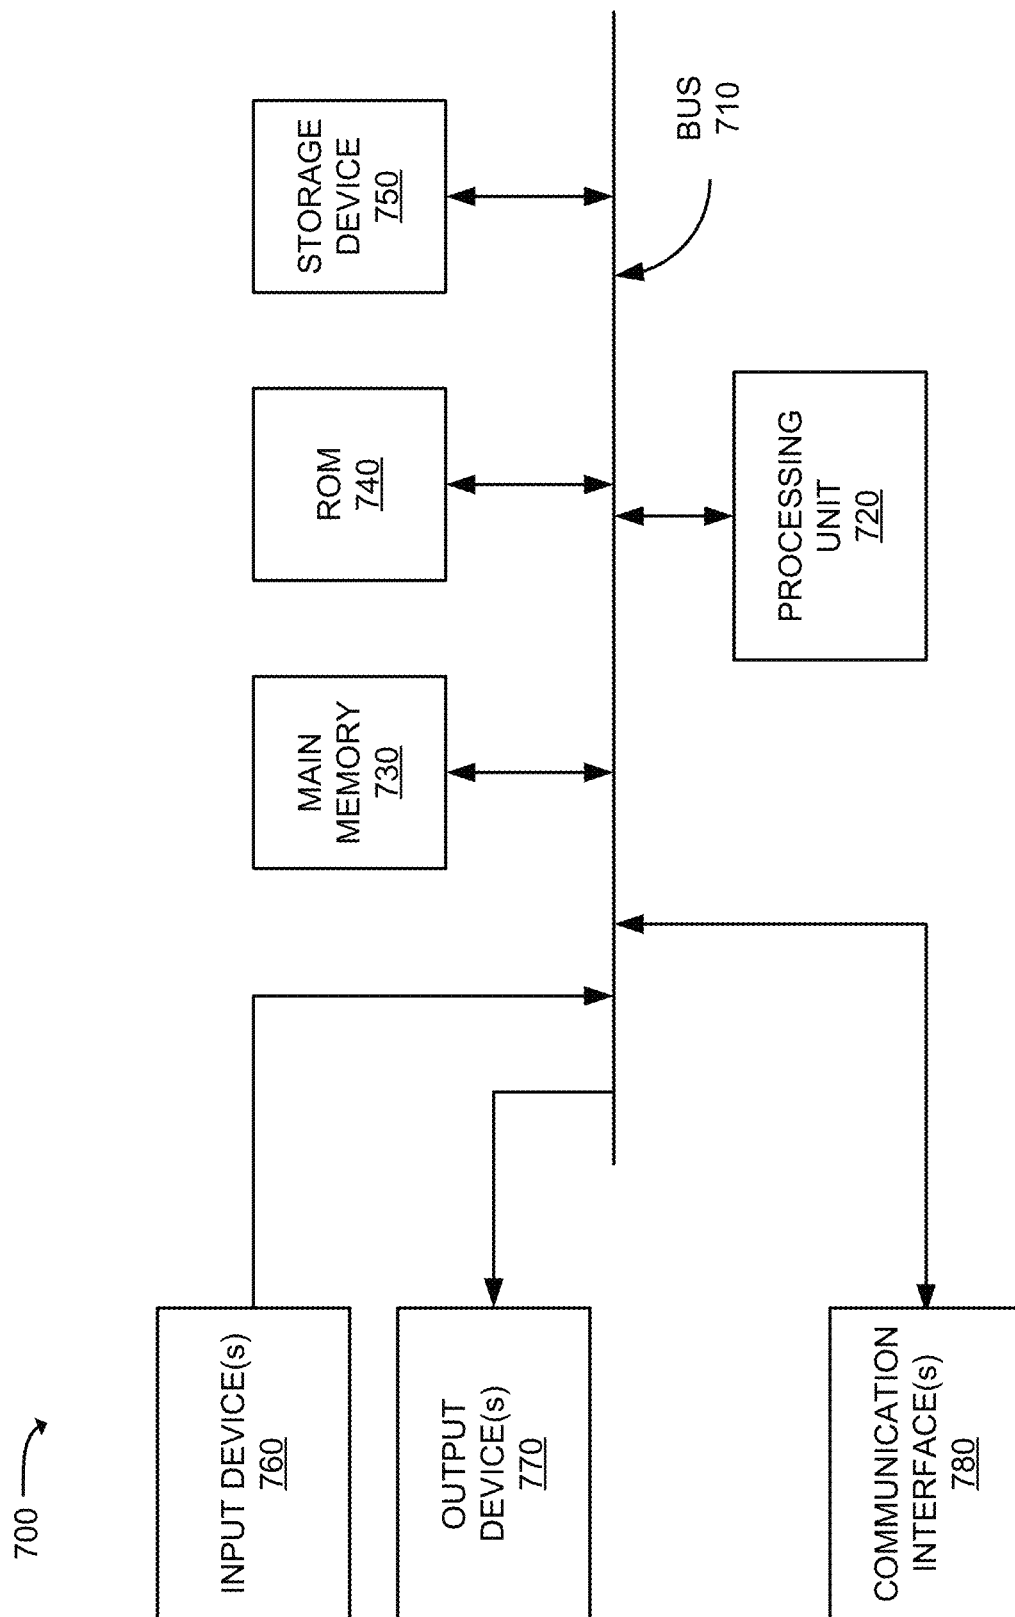 700
INPUT DEVICE(s)
760
MAIN
MEMORY
730
ROM
740
STORAGE
DEVICE
750
OUTPUT
DEVICE(s)
770
BUS
710
COMMUNICATION
INTERFACE(s)
780
PROCESSING
UNIT
720